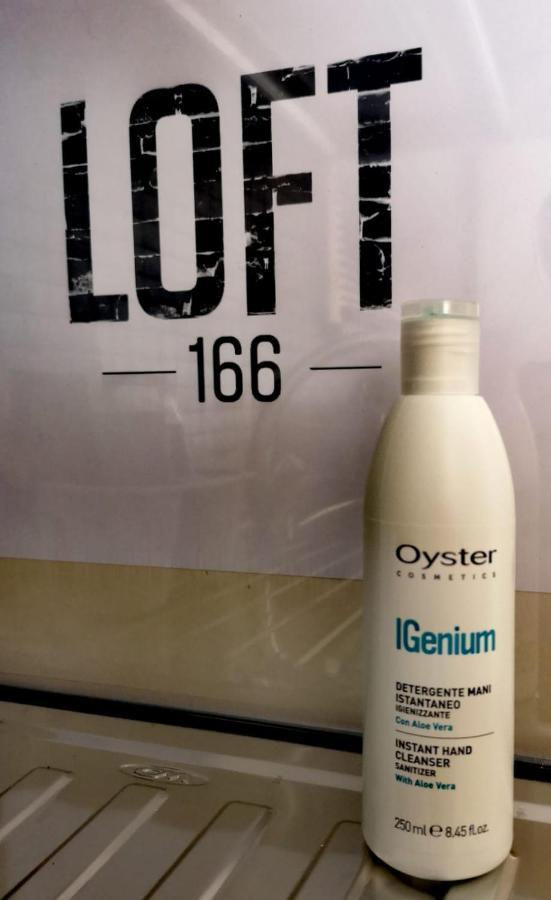 LOFT
166
Oyster
COSMETICS
IGenium
DETERGENTE MANI
ISTANTANEO
IGIENIZZANTE
Con Aloe Vera
INSTANT HAND
CLEANSER
SANITIZER
With Aloe Vera
250 ml ℮ 8.45 fl.oz.